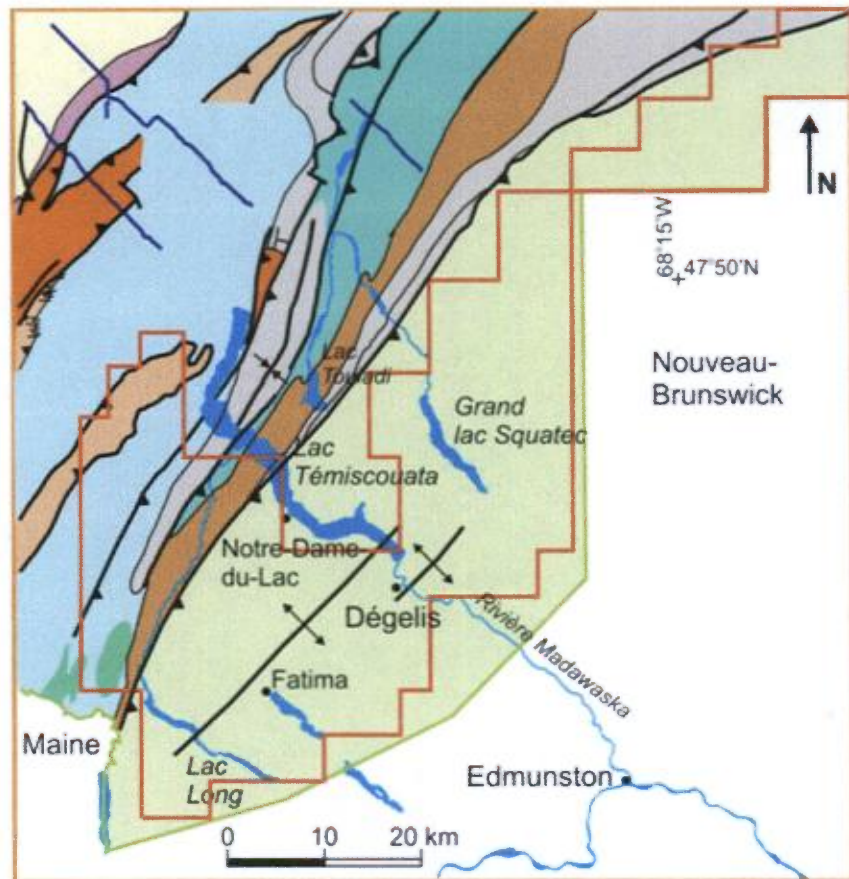 N
68°15'W
47°50'N
Nouveau-
Brunswick
Lac
Touladi
Grand
lac Squatec
Lac
Témiscouata
Notre-Dame-
du-Lac
Dégelis
Rivière Madawaska
Fatima
Maine
Lac
Long
Edmunston
0 10 20 km